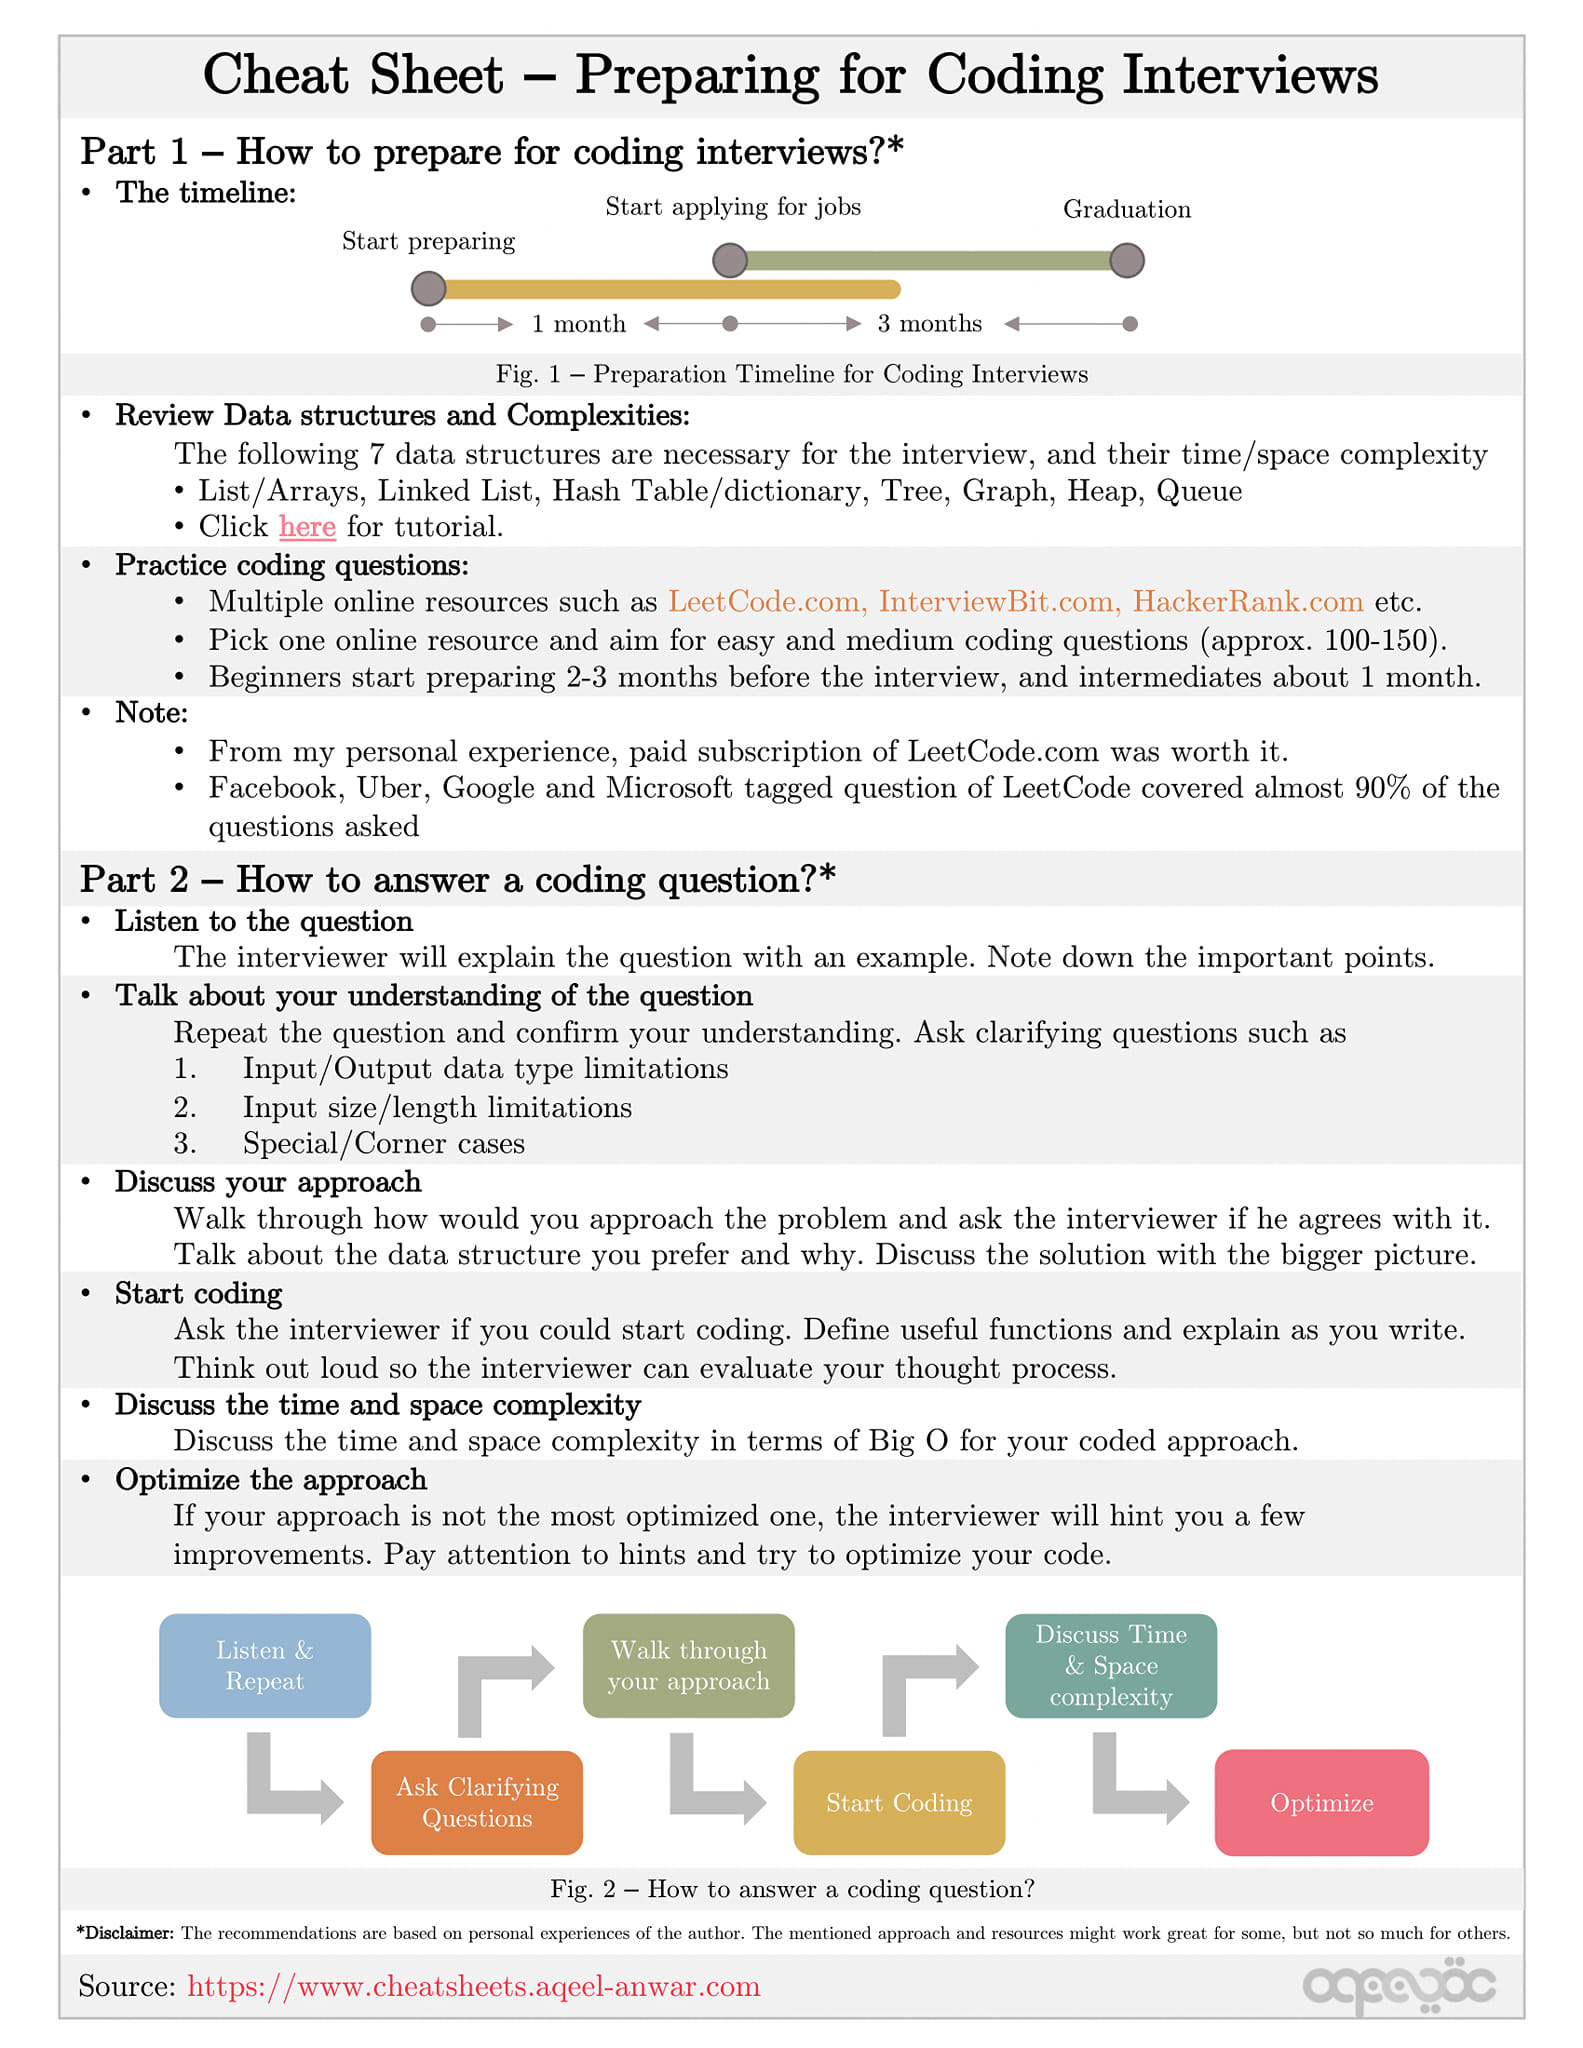 Cheat Sheet – Preparing for Coding Interviews
Part 1 – How to prepare for coding interviews?*
• The timeline:
Start applying for jobs
Graduation
Start preparing
1 month
3 months
Fig. 1 – Preparation Timeline for Coding Interviews
• Review Data structures and Complexities:
The following 7 data structures are necessary for the interview, and their time/space complexity
• List/Arrays, Linked List, Hash Table/dictionary, Tree, Graph, Heap, Queue
• Click here for tutorial.
• Practice coding questions:
• Multiple online resources such as LeetCode.com, InterviewBit.com, HackerRank.com etc.
• Pick one online resource and aim for easy and medium coding questions (approx. 100-150).
• Beginners start preparing 2-3 months before the interview, and intermediates about 1 month.
• Note:
• From my personal experience, paid subscription of LeetCode.com was worth it.
• Facebook, Uber, Google and Microsoft tagged question of LeetCode covered almost 90% of the
questions asked
Part 2 – How to answer a coding question?*
• Listen to the question
The interviewer will explain the question with an example. Note down the important points.
• Talk about your understanding of the question
Repeat the question and confirm your understanding. Ask clarifying questions such as
1. Input/Output data type limitations
2. Input size/length limitations
3. Special/Corner cases
• Discuss your approach
Walk through how would you approach the problem and ask the interviewer if he agrees with it.
Talk about the data structure you prefer and why. Discuss the solution with the bigger picture.
• Start coding
Ask the interviewer if you could start coding. Define useful functions and explain as you write.
Think out loud so the interviewer can evaluate your thought process.
• Discuss the time and space complexity
Discuss the time and space complexity in terms of Big O for your coded approach.
• Optimize the approach
If your approach is not the most optimized one, the interviewer will hint you a few
improvements. Pay attention to hints and try to optimize your code.
Listen &
Repeat
Ask Clarifying
Questions
Walk through
your approach
Start Coding
Discuss Time
& Space
complexity
Optimize
Fig. 2 – How to answer a coding question?
*Disclaimer: The recommendations are based on personal experiences of the author. The mentioned approach and resources might work great for some, but not so much for others.
Source: https://www.cheatsheets.aqeel-anwar.com